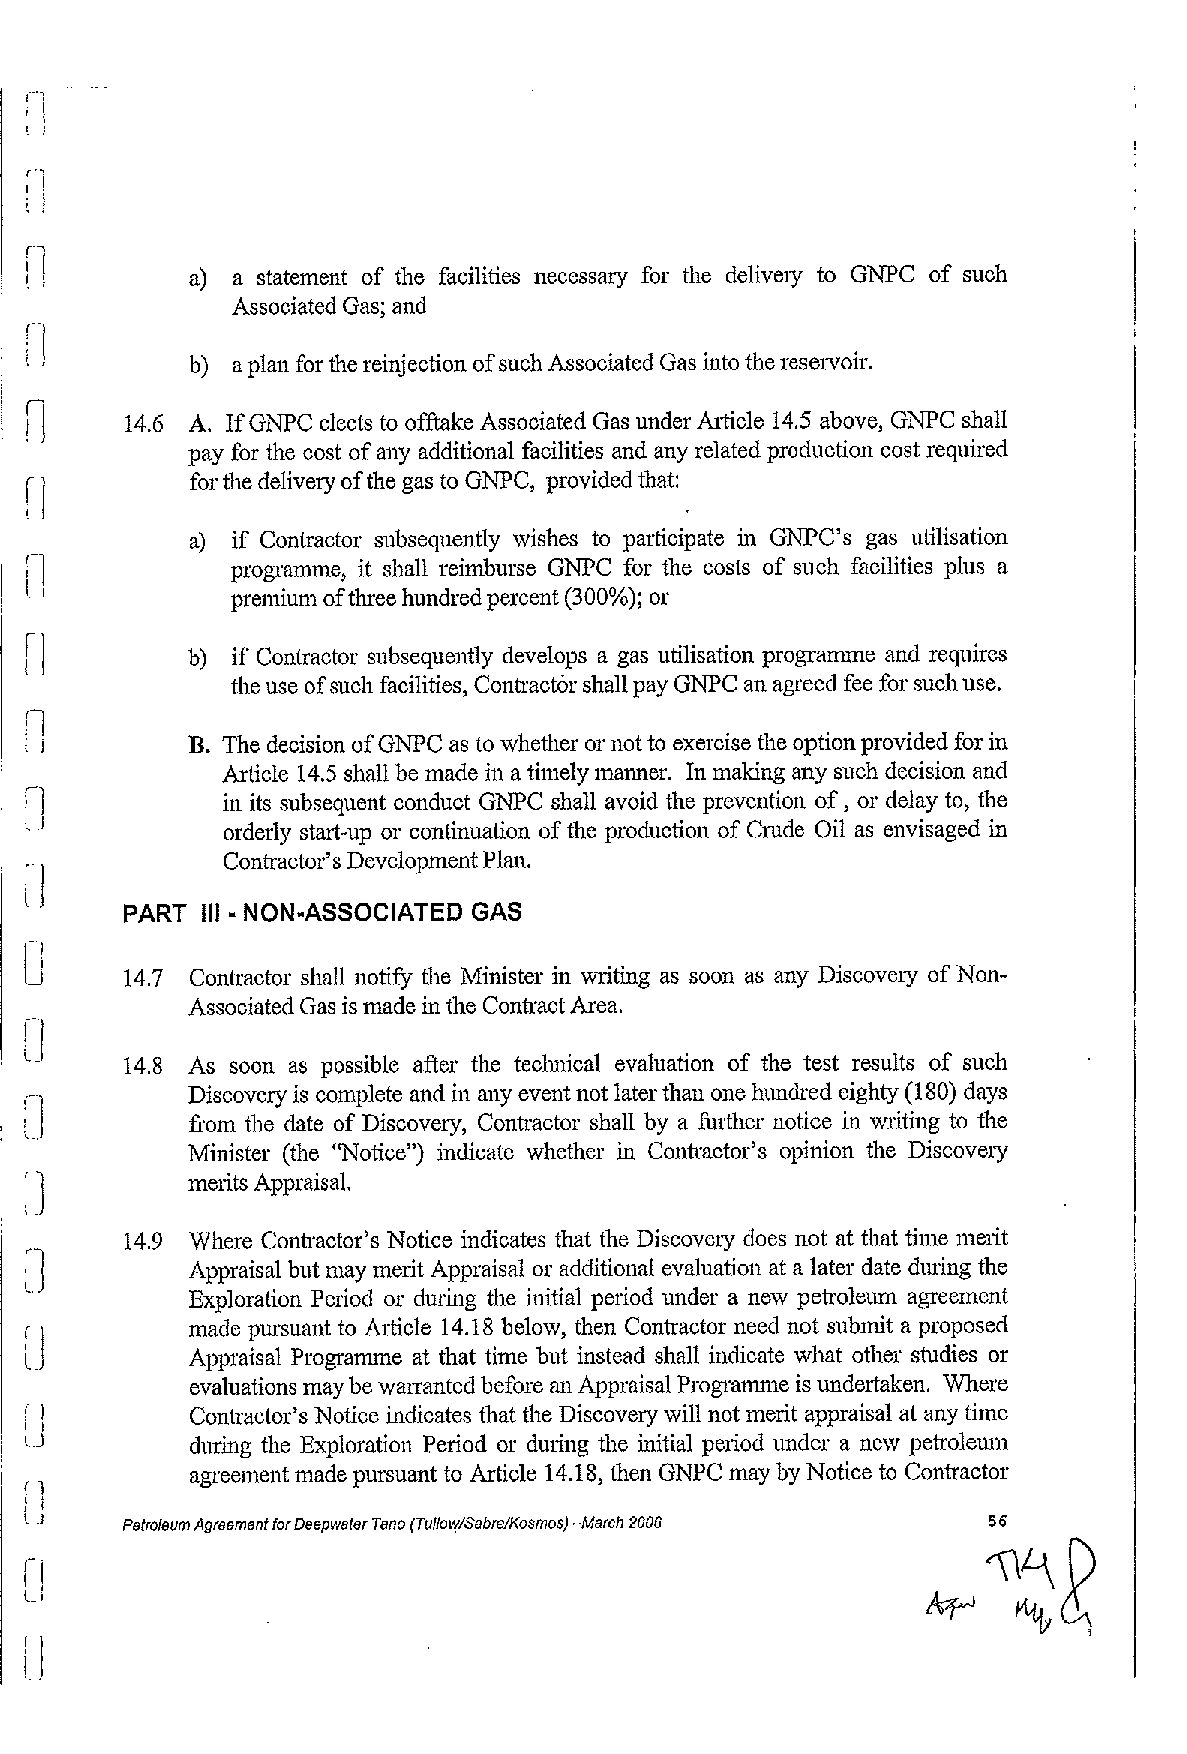 a) a statement of the facilities necessary for the delivery to GNPC of such
Associated Gas; and
b) a plan for the reinjection of such Associated Gas into the reservoir.
14.6 A. If GNPC elects to offtake Associated Gas under Article 14.5 above, GNPC shall
pay for the cost of any additional facilities and any related production cost required
for the delivery of the gas to GNPC, provided that:
a) if Contractor subsequently wishes to participate in GNPC's gas utilisation
programme, it shall reimburse GNPC for the costs of such facilities plus a
premium of three hundred percent (300%); or
b) if Contractor subsequently develops a gas utilisation programme and requires
the use of such facilities, Contractor shall pay GNPC an agreed fee for such use.
B. The decision of GNPC as to whether or not to exercise the option provided for in
Article 14.5 shall be made in a timely manner. In making any such decision and
in its subsequent conduct GNPC shall avoid the prevention of , or delay to, the
orderly start-up or continuation of the production of Crude Oil as envisaged in
Contractor's Development Plan.
PART III - NON-ASSOCIATED GAS
14.7 Contractor shall notify the Minister in writing as soon as any Discovery of Non-
Associated Gas is made in the Contract Area.
14.8 As soon as possible after the technical evaluation of the test results of such
Discovery is complete and in any event not later than one hundred eighty (180) days
from the date of Discovery, Contractor shall by a further notice in writing to the
Minister (the "Notice") indicate whether in Contractor's opinion the Discovery
merits Appraisal.
14.9 Where Contractor's Notice indicates that the Discovery does not at that time merit
Appraisal but may merit Appraisal or additional evaluation at a later date during the
Exploration Period or during the initial period under a new petroleum agreement
made pursuant to Article 14.18 below, then Contractor need not submit a proposed
Appraisal Programme at that time but instead shall indicate what other studies or
evaluations may be warranted before an Appraisal Programme is undertaken. Where
Contractor's Notice indicates that the Discovery will not merit appraisal at any time
during the Exploration Period or during the initial period under a new petroleum
agreement made pursuant to Article 14.18, then GNPC may by Notice to Contractor
Petroleum Agreement for Deepwater Tano (Tullow/Sabre/Kosmos) - March 2006
56